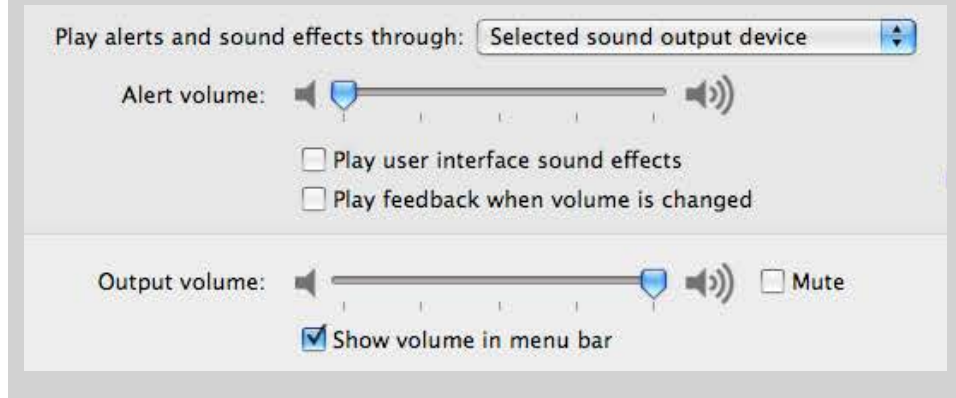 Play alerts and sound effects through: Selected sound output device
Alert volume:
Play user interface sound effects
Play feedback when volume is changed
Output volume: Mute
Show volume in menu bar